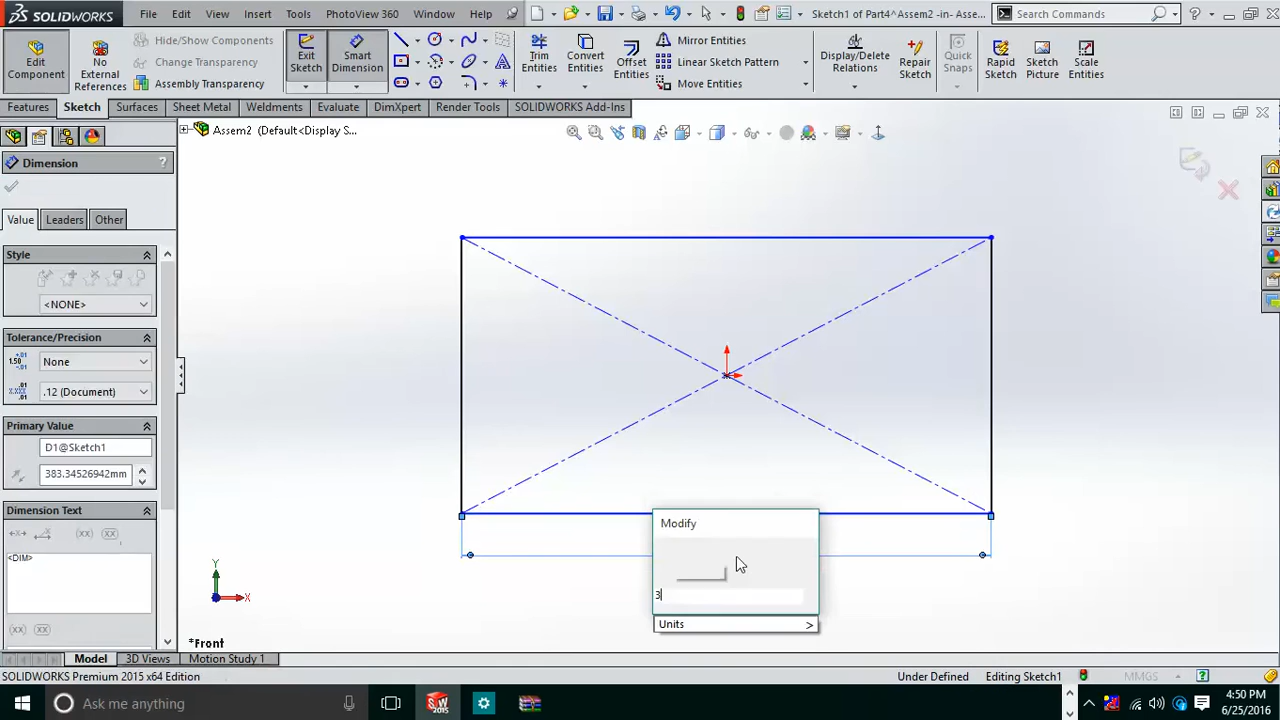 SOLIDWORKS File Edit View Insert Tools PhotoView 360 Window Help Sketch1 of Part4^Assem2 -in- Asse... Search Commands
Edit Component
No External References
Hide/Show Components
Change Transparency
Assembly Transparency
Exit Sketch
Smart Dimension
Trim Entities
Convert Entities
Offset Entities
Mirror Entities
Linear Sketch Pattern
Move Entities
Display/Delete Relations
Repair Sketch
Quick Snaps
Rapid Sketch
Sketch Picture
Scale Entities
Features Sketch Surfaces Sheet Metal Weldments Evaluate DimXpert Render Tools SOLIDWORKS Add-Ins
Assem2 (Default<Display S...
Dimension ?
Value Leaders Other
Style
<NONE>
Tolerance/Precision
None
.12 (Document)
Primary Value
D1@Sketch1
383.34526942mm
Dimension Text
(xx) (xx)
<DIM>
(xx) (xx)
Modify
3
Units >
Y
X
*Front
Model 3D Views Motion Study 1
SOLIDWORKS Premium 2015 x64 Edition Under Defined Editing Sketch1 MMGS
Ask me anything
4:50 PM
6/25/2016